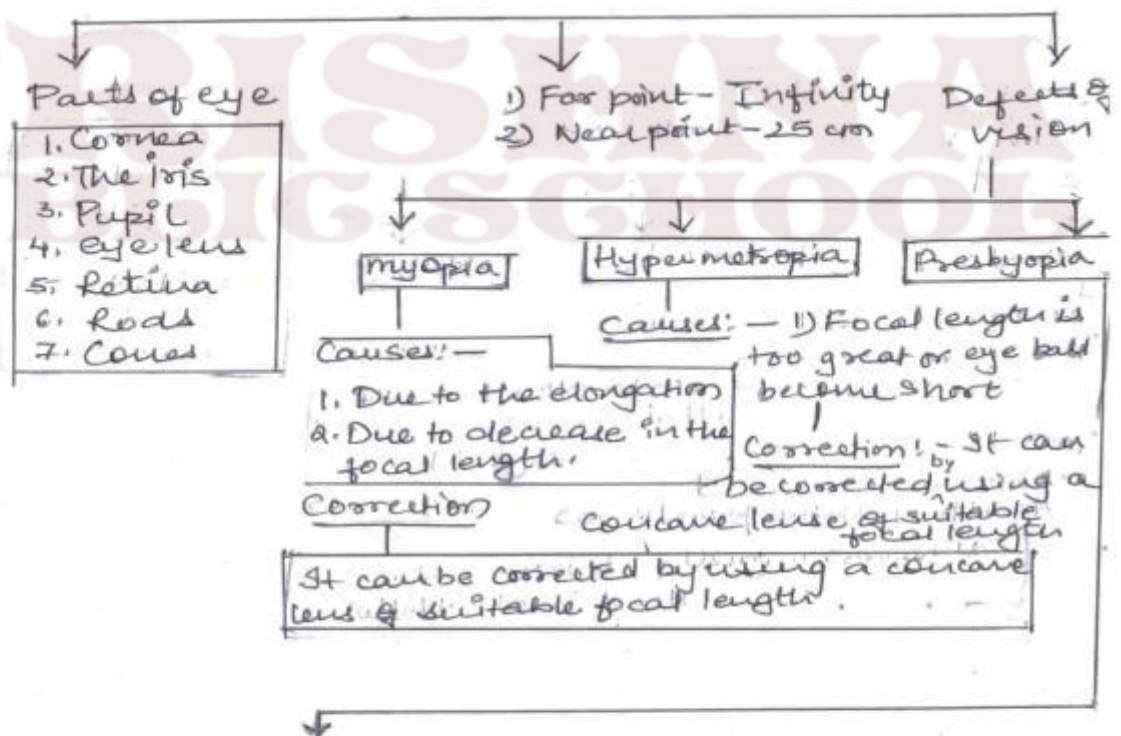 RISHNA
LIC SCHOOL
Parts of eye
1. Cornea
2. The iris
3. Pupil
4. eye lens
5. Retina
6. Rods
7. Cones
1) Far point - Infinity
2) Near point - 25 cm
Defects of
vision
myopia
Hypermetropia
Presbyopia
Causes: -
1. Due to the elongation
2. Due to decrease in the
focal length.
Correction
It can be corrected by using a concave
lens of suitable focal length.
Causes: - 1) Focal length is
too great or eye ball
become short
Correction: - It can
be corrected by using a
concave lense of suitable
focal length